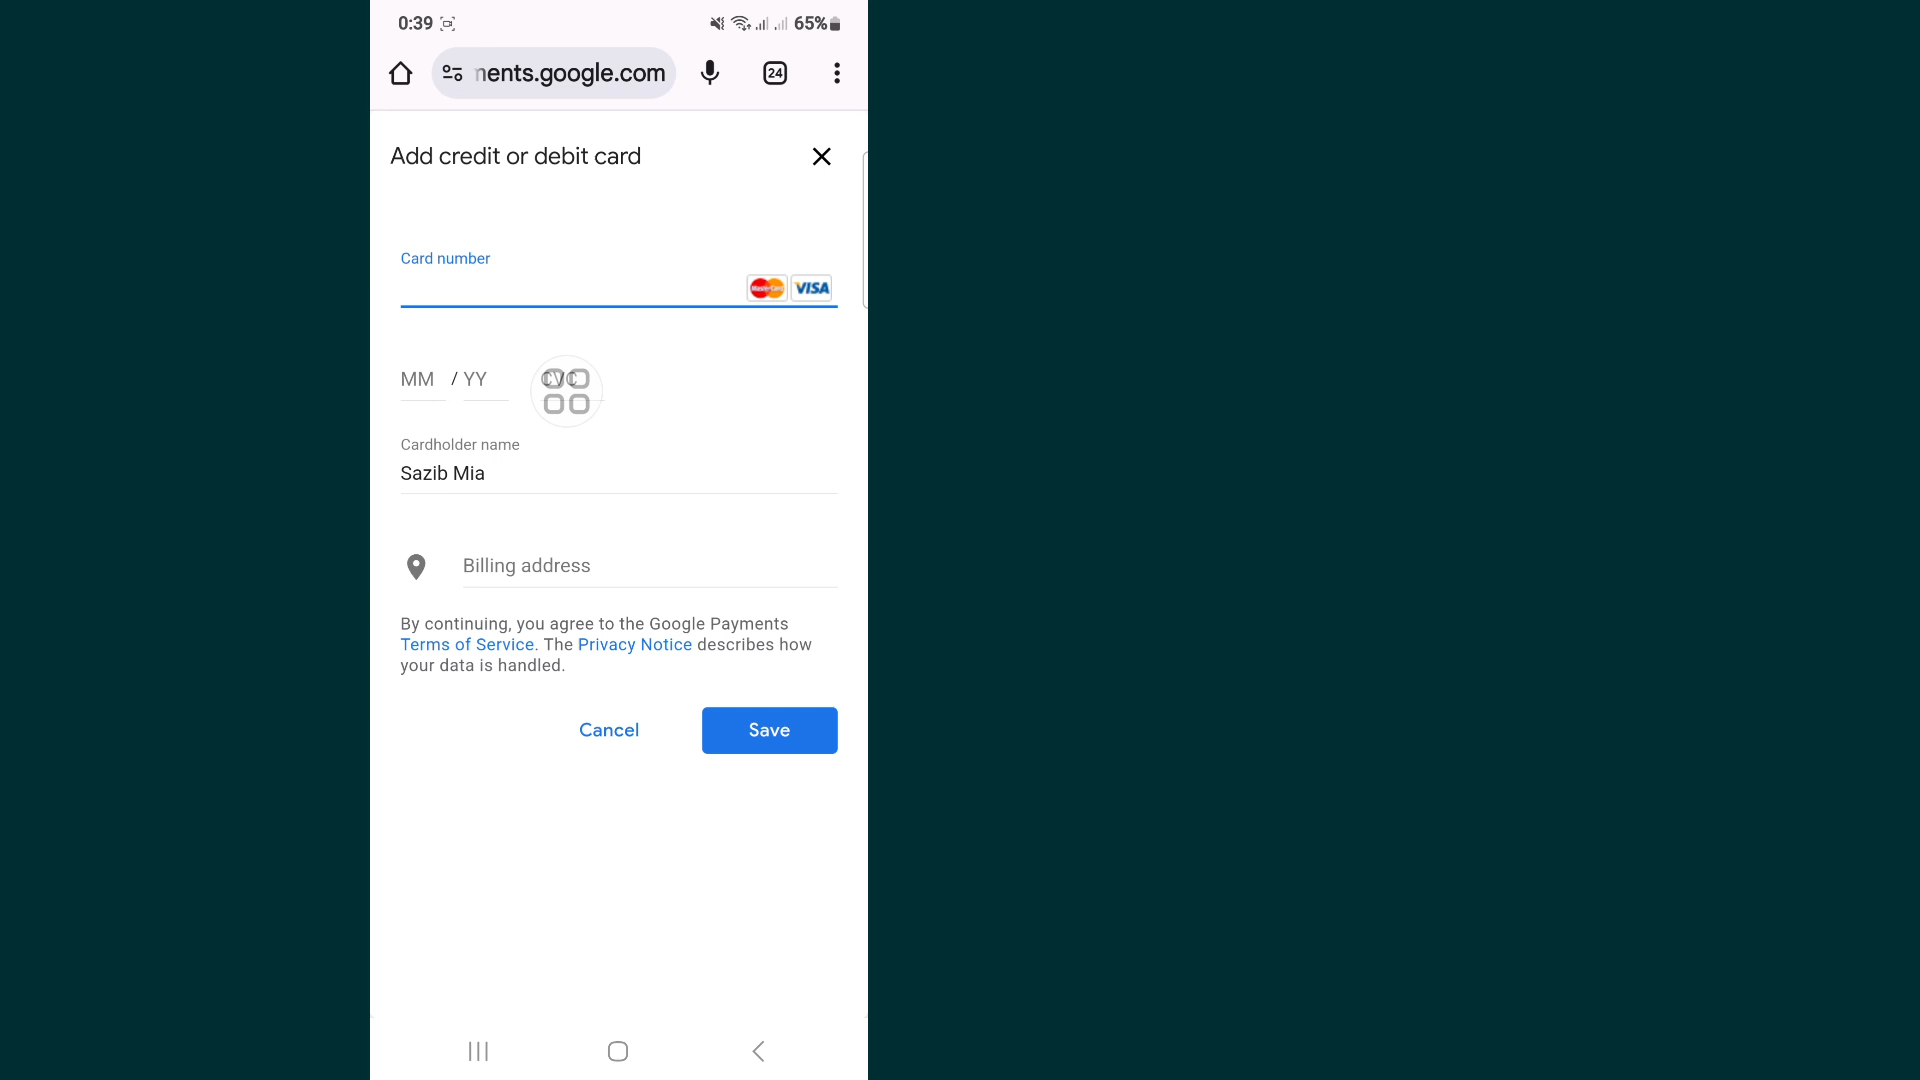 0:39
65%
nents.google.com
24
Add credit or debit card
Card number
MasterCard VISA
MM / YY CVC
Cardholder name
Sazib Mia
Billing address
By continuing, you agree to the Google Payments
Terms of Service. The Privacy Notice describes how
your data is handled.
Cancel
Save